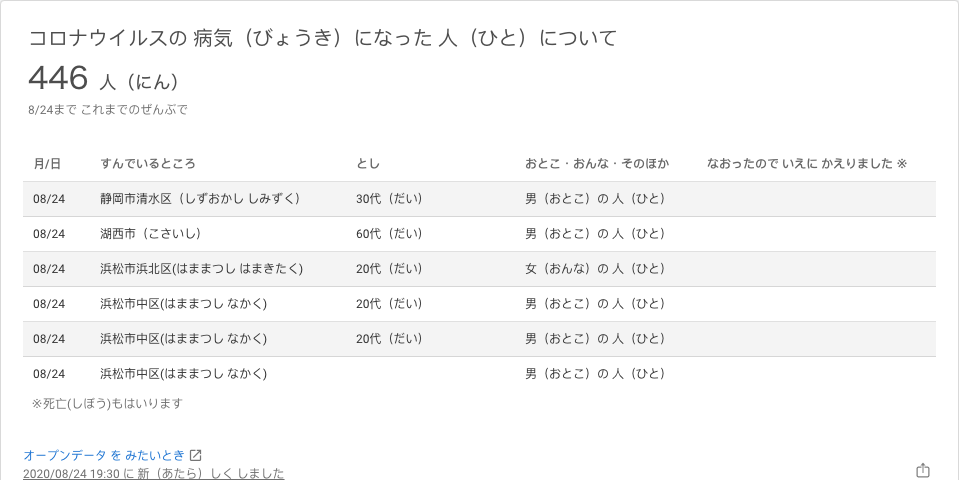 コロナウイルスの 病気（びょうき）になった 人（ひと）について
446 人（にん）
8/24まで これまでのぜんぶで
月/日 すんでいるところ とし おとこ・おんな・そのほか なおったので いえに かえりました ※
08/24 静岡市清水区（しずおかし しみずく） 30代（だい） 男（おとこ）の 人（ひと）
08/24 湖西市（こさいし） 60代（だい） 男（おとこ）の 人（ひと）
08/24 浜松市浜北区(はままつし はまきたく) 20代（だい） 女（おんな）の 人（ひと）
08/24 浜松市中区(はままつし なかく) 20代（だい） 男（おとこ）の 人（ひと）
08/24 浜松市中区(はままつし なかく) 20代（だい） 男（おとこ）の 人（ひと）
08/24 浜松市中区(はままつし なかく) 男（おとこ）の 人（ひと）
※死亡(しぼう)もはいります
オープンデータ を みたいとき
2020/08/24 19:30 に 新（あたら）しく しました